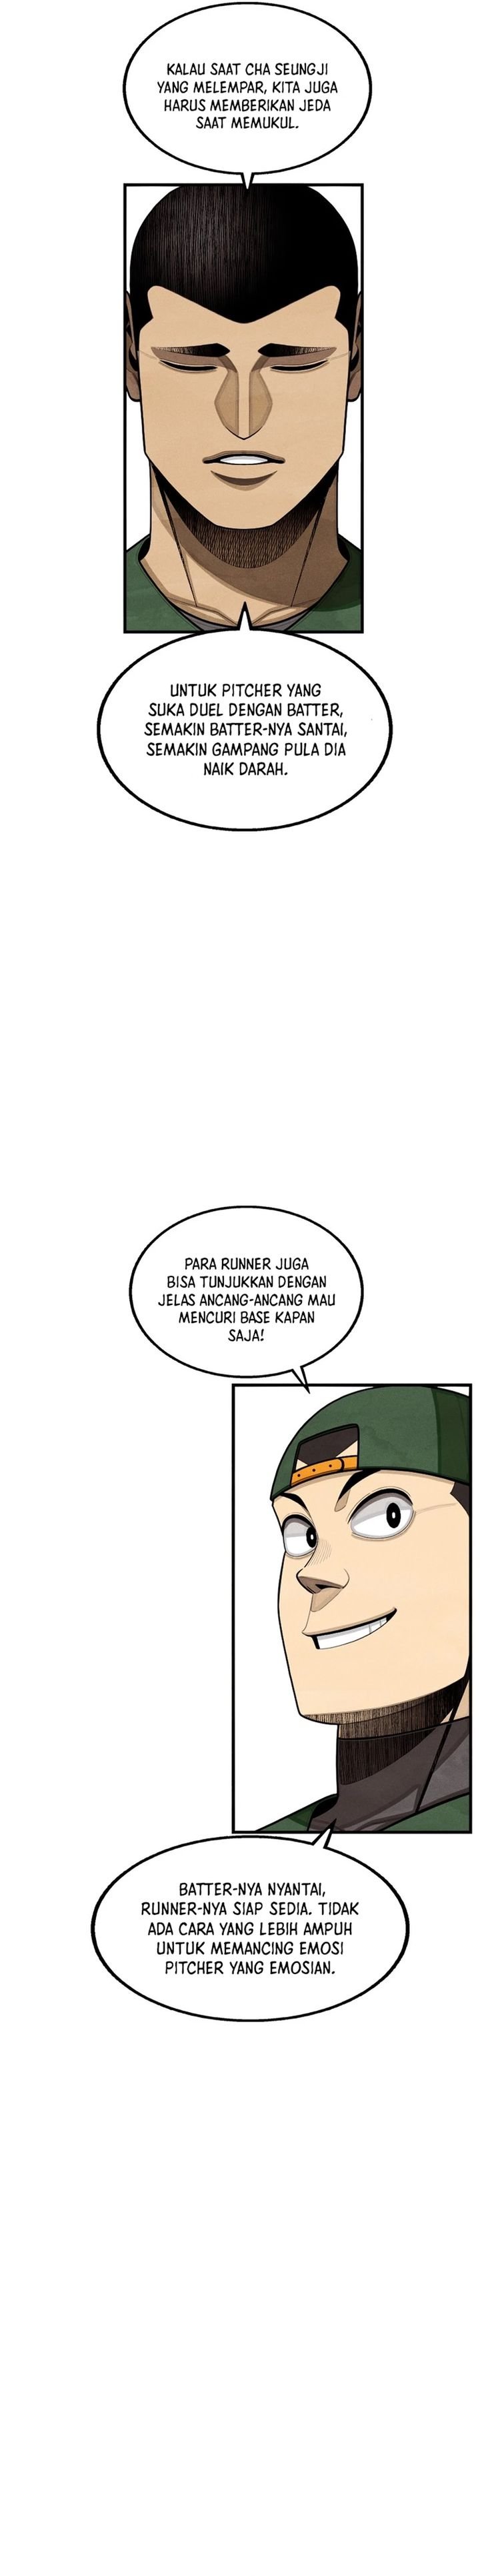 KALAU SAAT CHA SEUNGJI
YANG MELEMPAR, KITA JUGA
HARUS MEMBERIKAN JEDA
SAAT MEMUKUL.
UNTUK PITCHER YANG
SUKA DUEL DENGAN BATTER,
SEMAKIN BATTER-NYA SANTAI,
SEMAKIN GAMPANG PULA DIA
NAIK DARAH.
PARA RUNNER JUGA
BISA TUNJUKKAN DENGAN
JELAS ANCANG-ANCANG MAU
MENCURI BASE KAPAN
SAJA!
BATTER-NYA NYANTAI,
RUNNER-NYA SIAP SEDIA. TIDAK
ADA CARA YANG LEBIH AMPUH
UNTUK MEMANCING EMOSI
PITCHER YANG EMOSIAN.